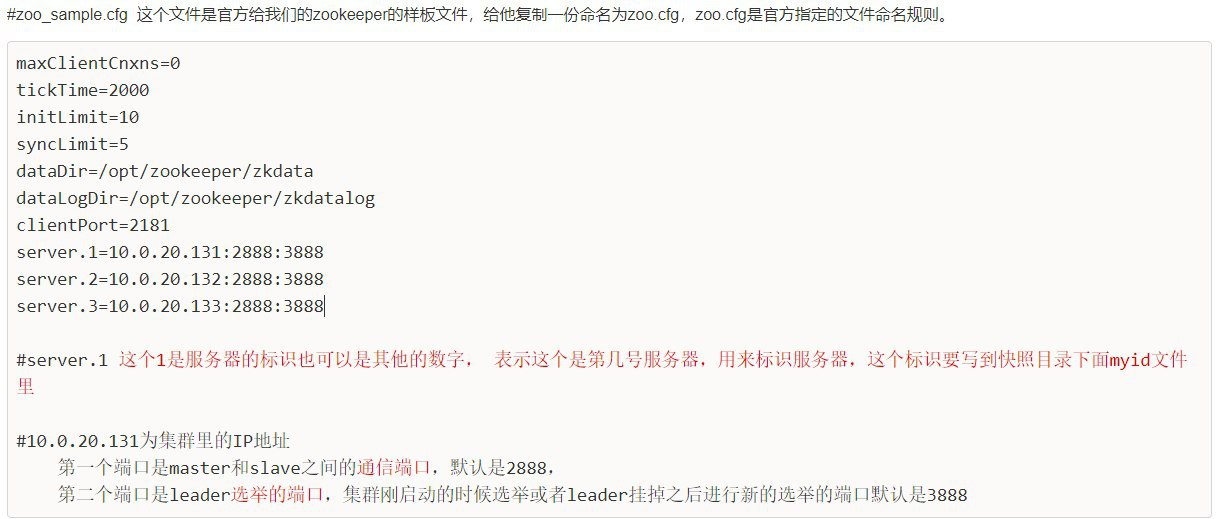 #zoo_sample.cfg 这个文件是官方给我们的zookeeper的样板文件，给他复制一份命名为zoo.cfg，zoo.cfg是官方指定的文件命名规则。
maxClientCnxns=0
tickTime=2000
initLimit=10
syncLimit=5
dataDir=/opt/zookeeper/zkdata
dataLogDir=/opt/zookeeper/zkdatalog
clientPort=2181
server.1=10.0.20.131:2888:3888
server.2=10.0.20.132:2888:3888
server.3=10.0.20.133:2888:3888
#server.1 这个1是服务器的标识也可以是其他的数字， 表示这个是第几号服务器，用来标识服务器，这个标识要写到快照目录下面myid文件
里
#10.0.20.131为集群里的IP地址
第一个端口是master和slave之间的通信端口，默认是2888，
第二个端口是leader选举的端口，集群刚启动的时候选举或者leader挂掉之后进行新的选举的端口默认是3888